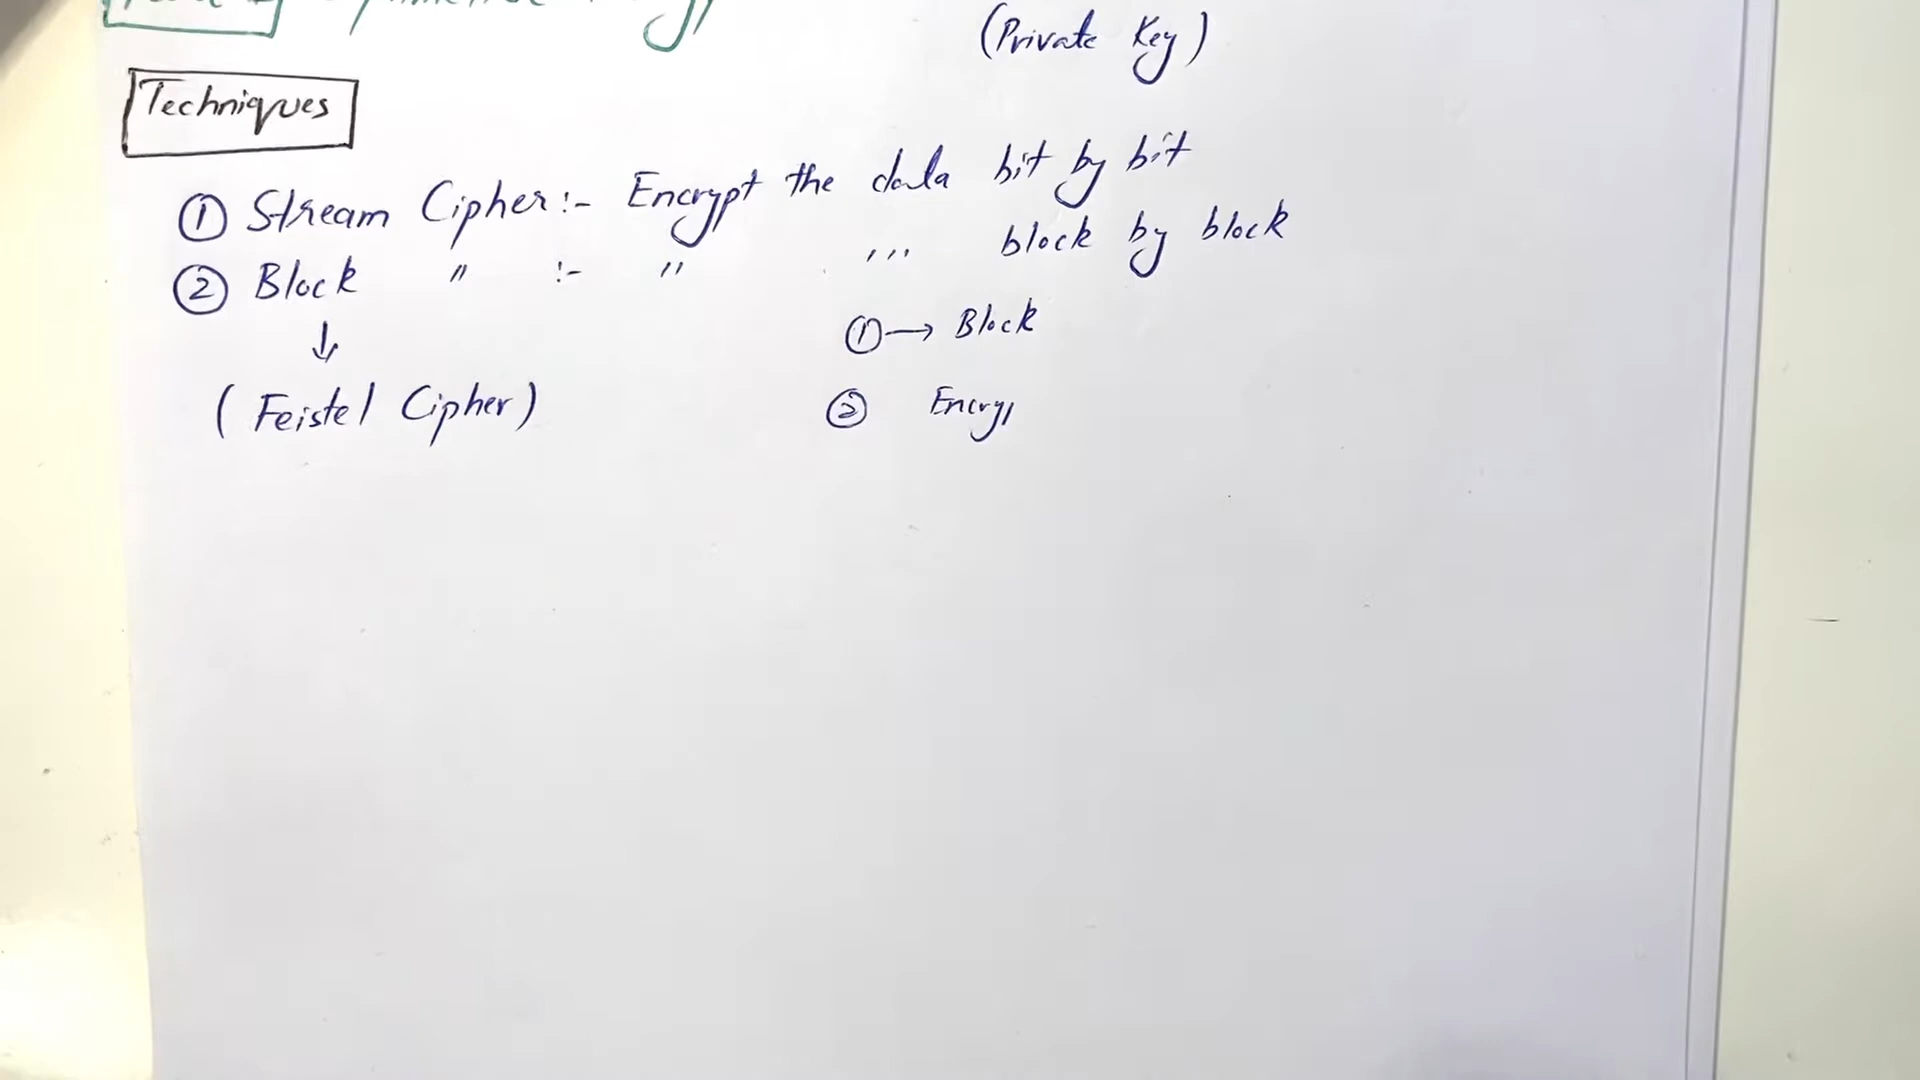 (Private Key)
Techniques
① Stream Cipher :- Encrypt the data bit by bit
② Block " :- " ,,, block by block
↓
(Feistel Cipher)
① → Block
② Encry